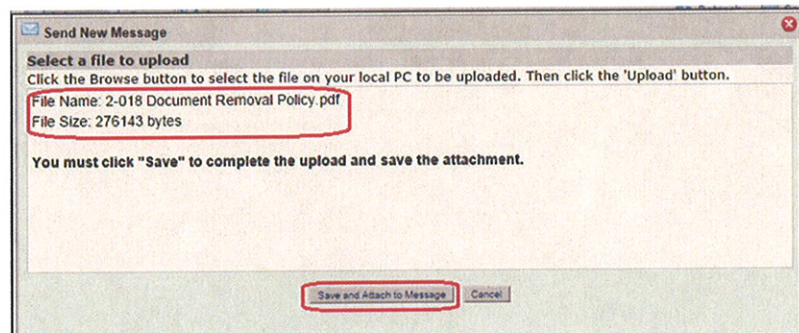 Send New Message
Select a file to upload
Click the Browse button to select the file on your local PC to be uploaded. Then click the 'Upload' button.
File Name: 2-018 Document Removal Policy.pdf
File Size: 276143 bytes
You must click "Save" to complete the upload and save the attachment.
Save and Attach to Message Cancel